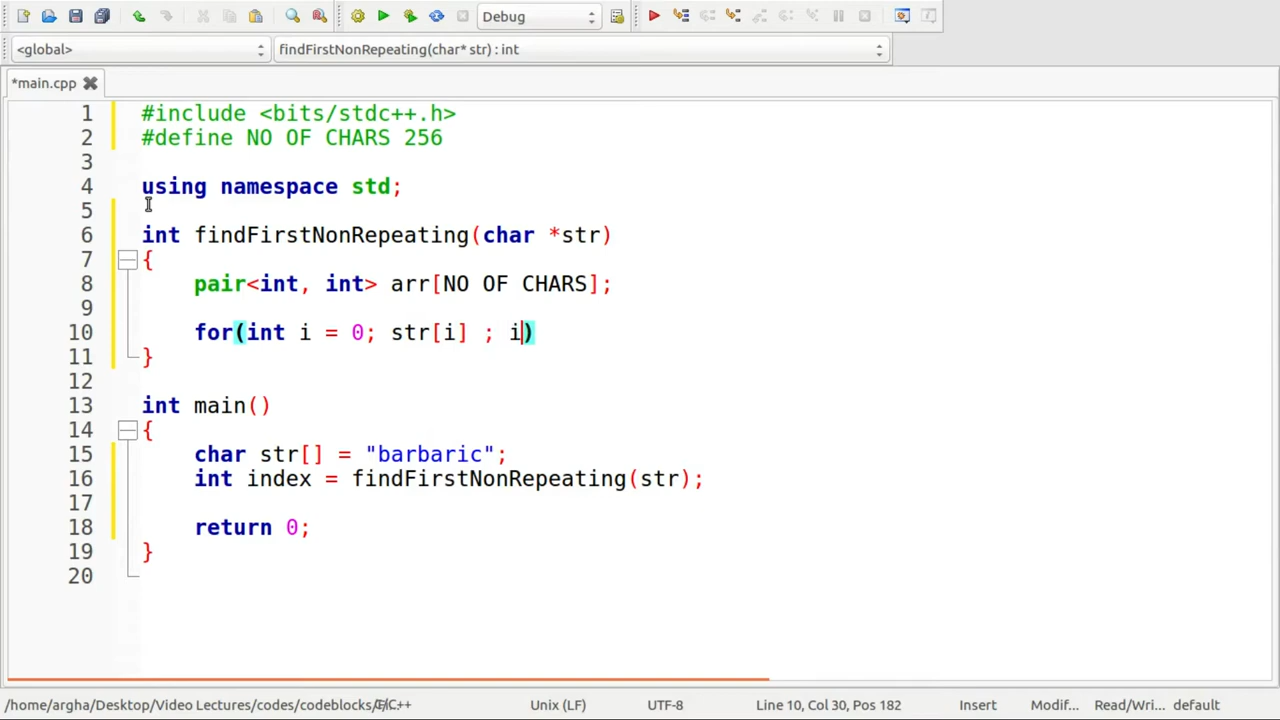 Debug
<global>
findFirstNonRepeating(char* str) : int
*main.cpp
1 #include <bits/stdc++.h>
2 #define NO OF CHARS 256
3
4 using namespace std;
5
6 int findFirstNonRepeating(char *str)
7 {
8 pair<int, int> arr[NO OF CHARS];
9
10 for(int i = 0; str[i] ; i)
11 }
12
13 int main()
14 {
15 char str[] = "barbaric";
16 int index = findFirstNonRepeating(str);
17
18 return 0;
19 }
20
/home/argha/Desktop/Video Lectures/codes/codeblocks/ C/C++ Unix (LF) UTF-8 Line 10, Col 30, Pos 182 Insert Modif... Read/Wri... default